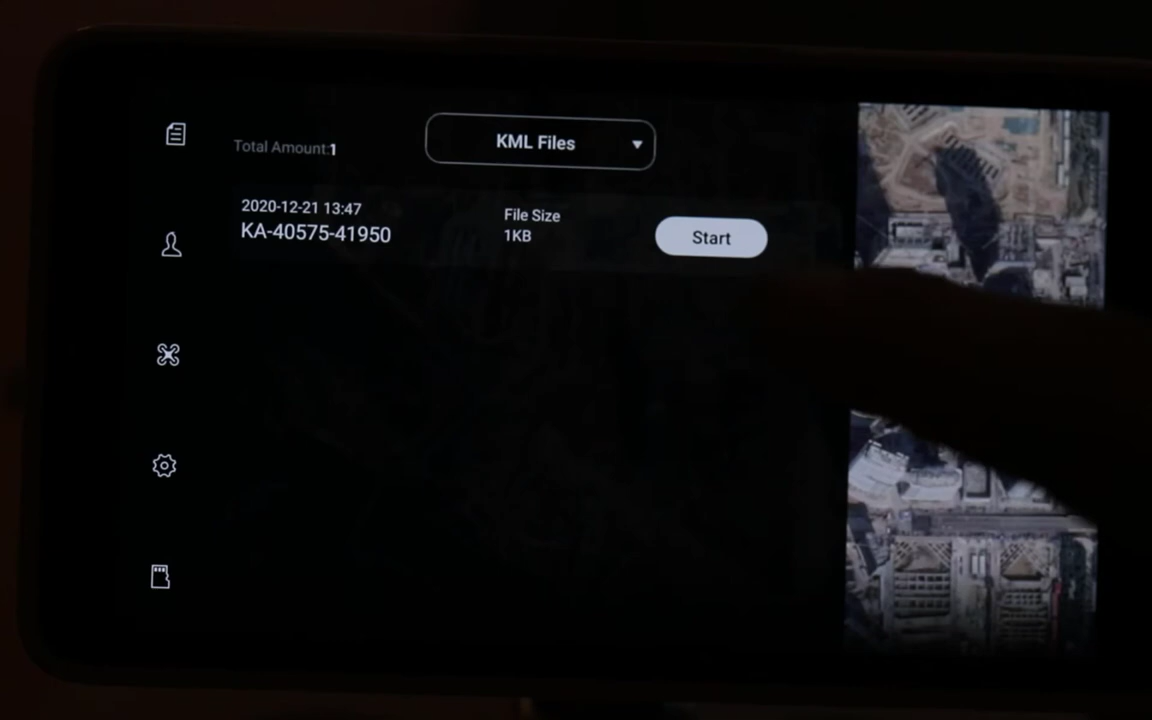 Total Amount:1
KML Files
2020-12-21 13:47
KA-40575-41950
File Size
1KB
Start